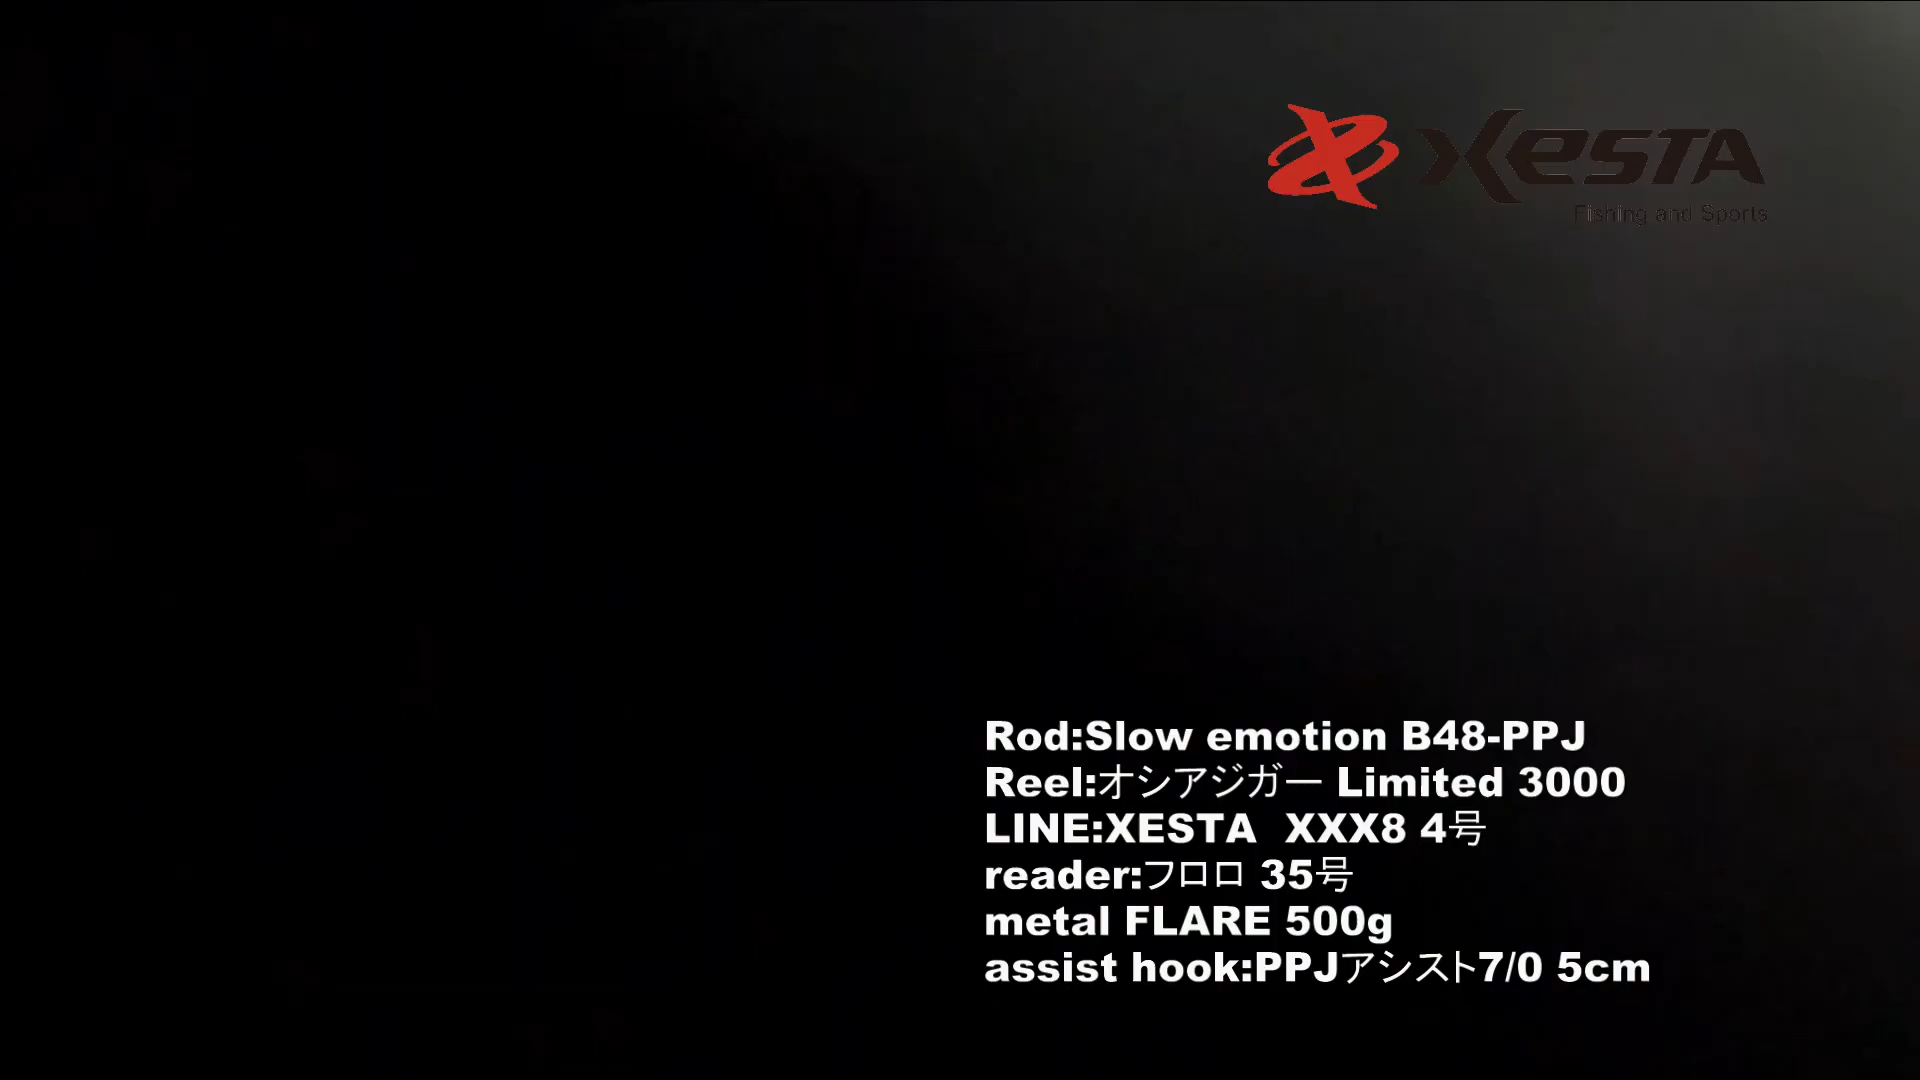 XESTA
Fishing and Sports
Rod:Slow emotion B48-PPJ
Reel:オシアジガー Limited 3000
LINE:XESTA  XXX8 4号
reader:フロロ 35号
metal FLARE 500g
assist hook:PPJアシスト7/0 5cm